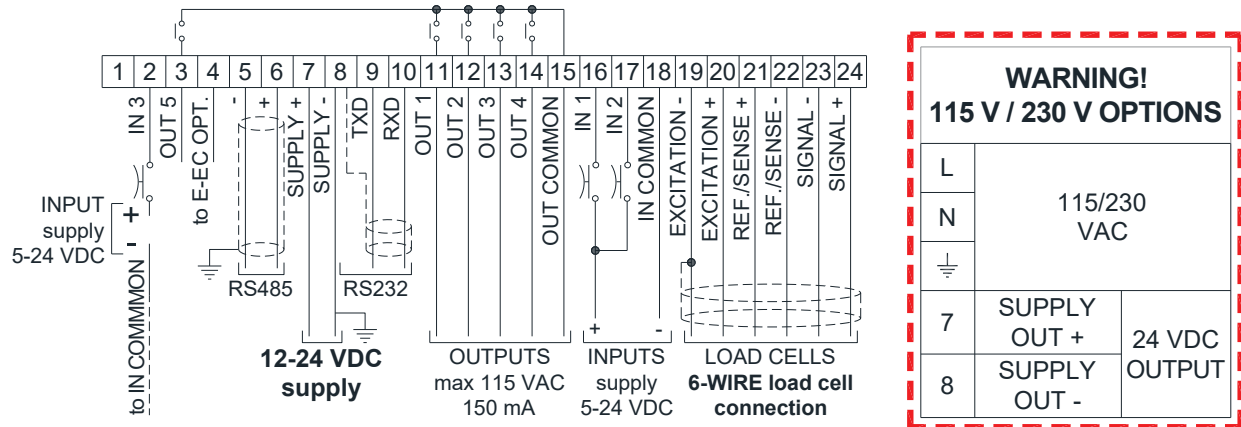 1 2 3 4 5 6 7 8 9 10 11 12 13 14 15 16 17 18 19 20 21 22 23 24
IN 3
OUT 5
to E-EC OPT.
-
+
SUPPLY +
SUPPLY -
TXD
RXD
OUT 1
OUT 2
OUT 3
OUT 4
OUT COMMON
IN 1
IN 2
IN COMMON
EXCITATION -
EXCITATION +
REF./SENSE +
REF./SENSE -
SIGNAL -
SIGNAL +
INPUT
supply
5-24 VDC
+
-
to IN COMMMON
RS485
RS232
12-24 VDC
supply
OUTPUTS
max 115 VAC
150 mA
+
-
INPUTS
supply
5-24 VDC
LOAD CELLS
6-WIRE load cell
connection
WARNING!
115 V / 230 V OPTIONS
L
N
115/230
VAC
7
SUPPLY
OUT +
8
SUPPLY
OUT -
24 VDC
OUTPUT